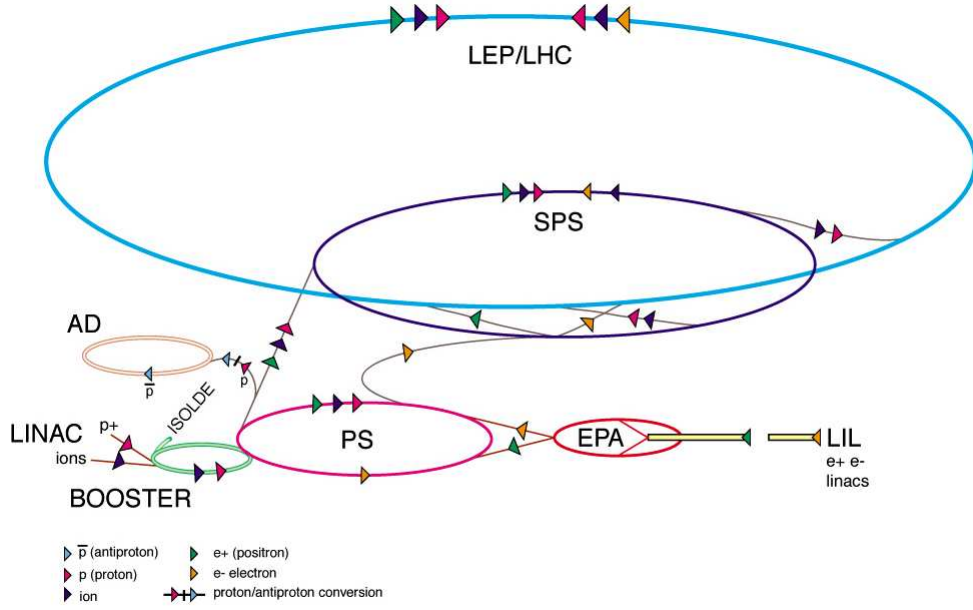 LEP/LHC
SPS
AD
p̅
p
ISOLDE
LINAC
p+
ions
BOOSTER
PS
EPA
LIL
e+ e-
linacs
p̅ (antiproton)
e+ (positron)
p (proton)
e- electron
ion
proton/antiproton conversion